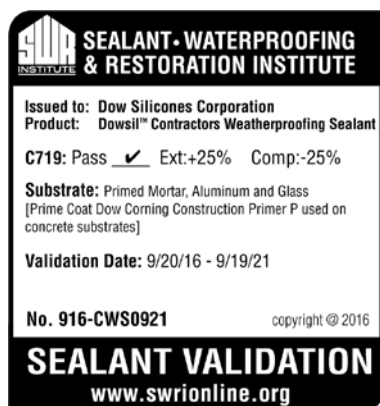 SWR
INSTITUTE
SEALANT • WATERPROOFING
& RESTORATION INSTITUTE
Issued to: Dow Silicones Corporation
Product: Dowsil™ Contractors Weatherproofing Sealant
C719: Pass ✔ Ext:+25% Comp:-25%
Substrate: Primed Mortar, Aluminum and Glass
[Prime Coat Dow Corning Construction Primer P used on
concrete substrates]
Validation Date: 9/20/16 - 9/19/21
No. 916-CWS0921 copyright @ 2016
SEALANT VALIDATION
www.swrionline.org